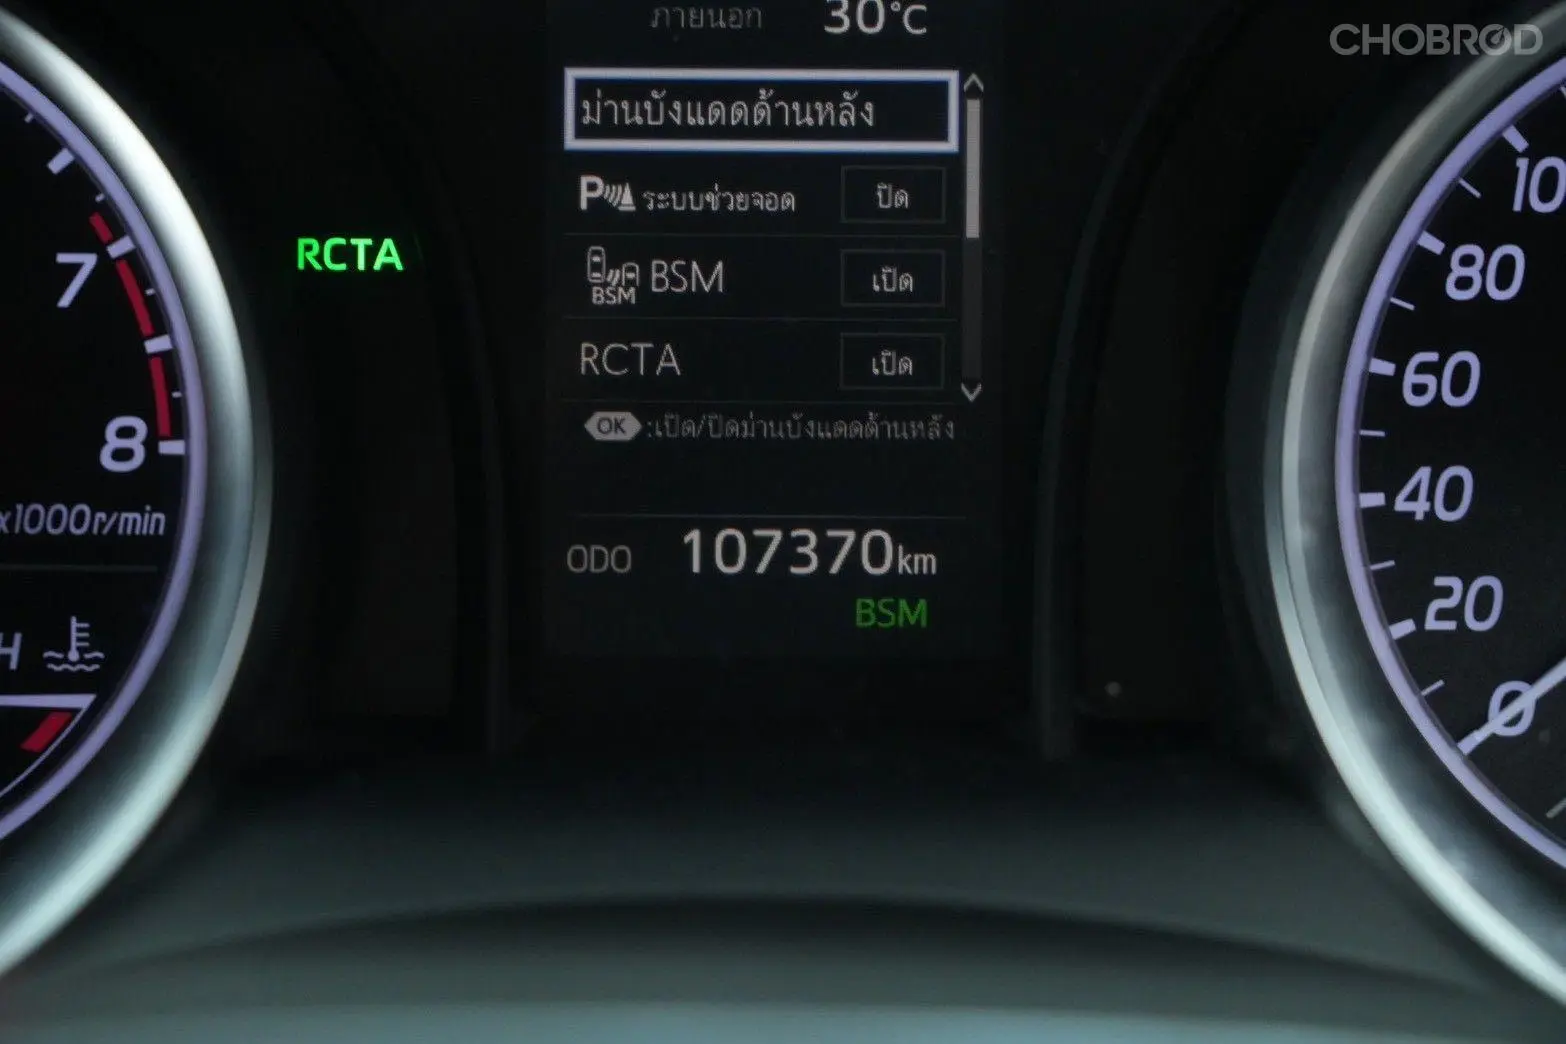 CHOBROD
ภายนอก 30°C
ม่านบังแดดด้านหลัง
P ระบบช่วยจอด ปิด
BSM BSM เปิด
RCTA เปิด
OK :เปิด/ปิดม่านบังแดดด้านหลัง
ODO 107370km
BSM
RCTA
7
8
x1000r/min
H
80
60
40
20
0